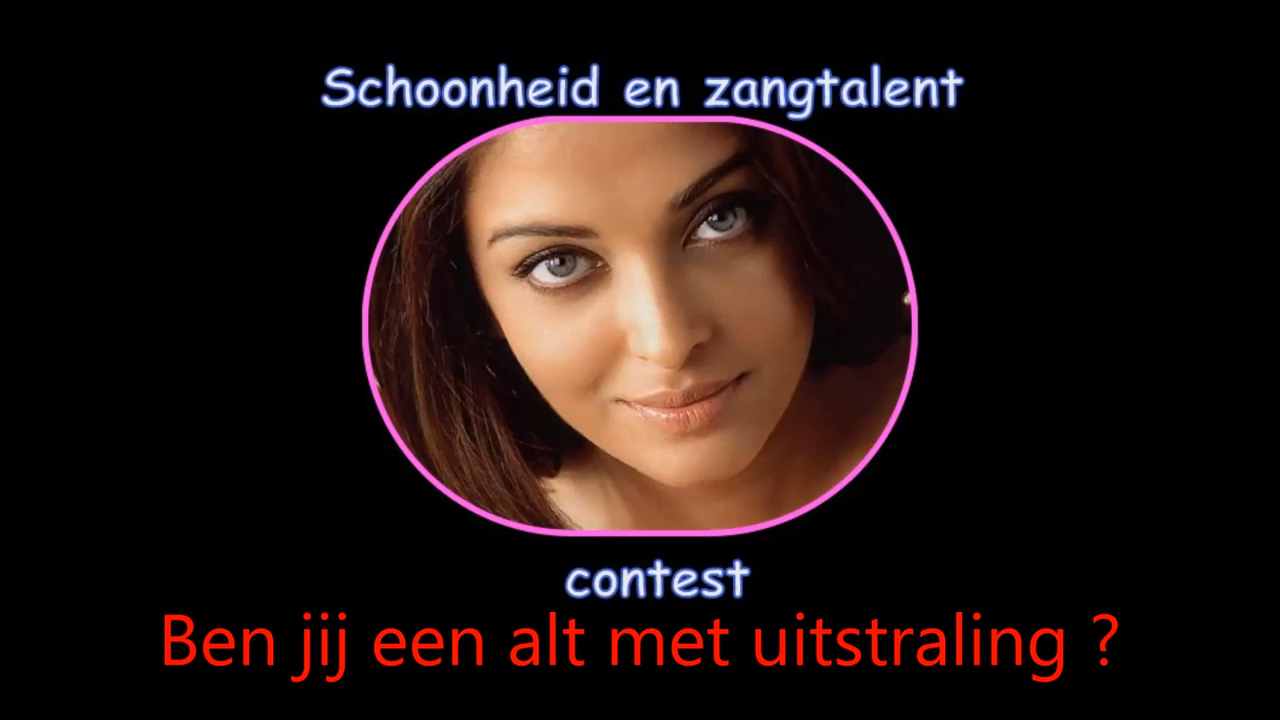 Schoonheid en zangtalent
contest
Ben jij een alt met uitstraling ?